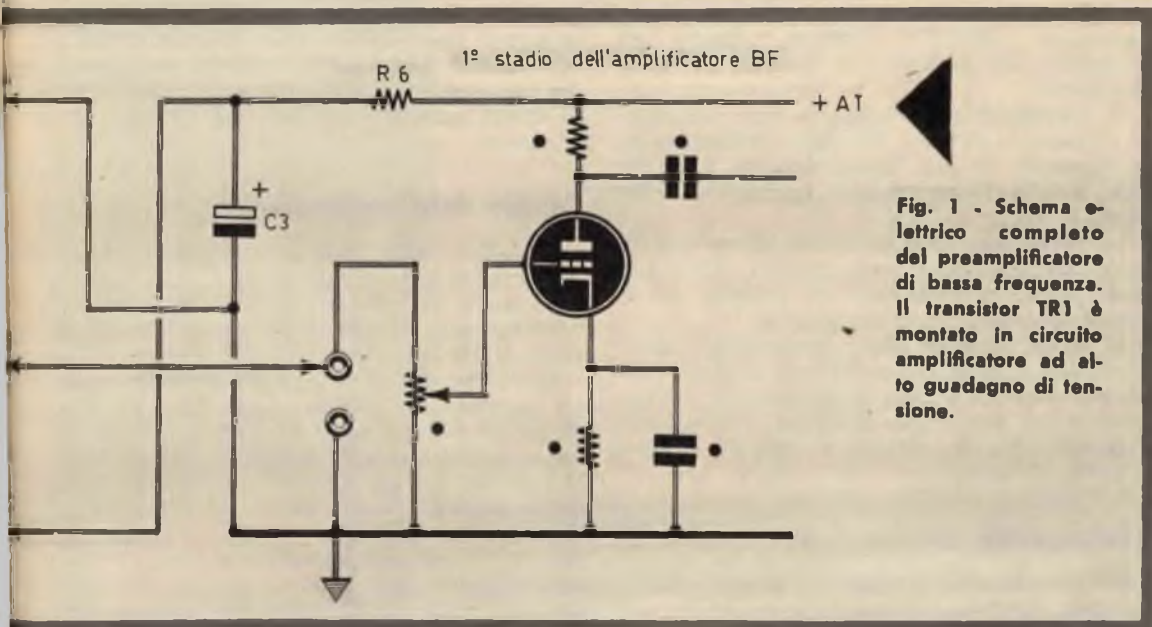 1º stadio dell'amplificatore BF
R 6
+ AT
+
C3
Fig. 1 - Schema e-
lettrico completo
del preamplificatore
di bassa frequenza.
Il transistor TR1 è
montato in circuito
amplificatore ad al-
to guadagno di ten-
sione.